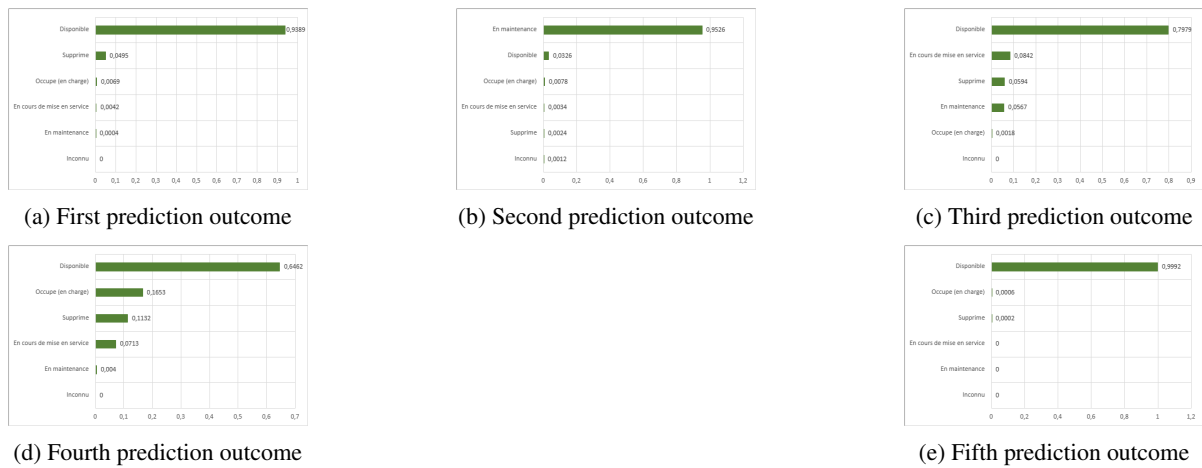 Disponible 0,9389
Supprime 0,0495
Occupe (en charge) 0,0069
En cours de mise en service 0,0042
En maintenance 0,0004
Inconnu 0
0 0,1 0,2 0,3 0,4 0,5 0,6 0,7 0,8 0,9 1
(a) First prediction outcome
En maintenance 0,9526
Disponible 0,0326
Occupe (en charge) 0,0078
En cours de mise en service 0,0034
Supprime 0,0024
Inconnu 0,0012
0 0,2 0,4 0,6 0,8 1 1,2
(b) Second prediction outcome
Disponible 0,7979
En cours de mise en service 0,0842
Supprime 0,0594
En maintenance 0,0567
Occupe (en charge) 0,0018
Inconnu 0
0 0,1 0,2 0,3 0,4 0,5 0,6 0,7 0,8 0,9
(c) Third prediction outcome
Disponible 0,6462
Occupe (en charge) 0,1653
Supprime 0,1132
En cours de mise en service 0,0713
En maintenance 0,004
Inconnu 0
0 0,1 0,2 0,3 0,4 0,5 0,6 0,7
(d) Fourth prediction outcome
Disponible 0,9992
Occupe (en charge) 0,0006
Supprime 0,0002
En cours de mise en service 0
En maintenance 0
Inconnu 0
0 0,2 0,4 0,6 0,8 1 1,2
(e) Fifth prediction outcome